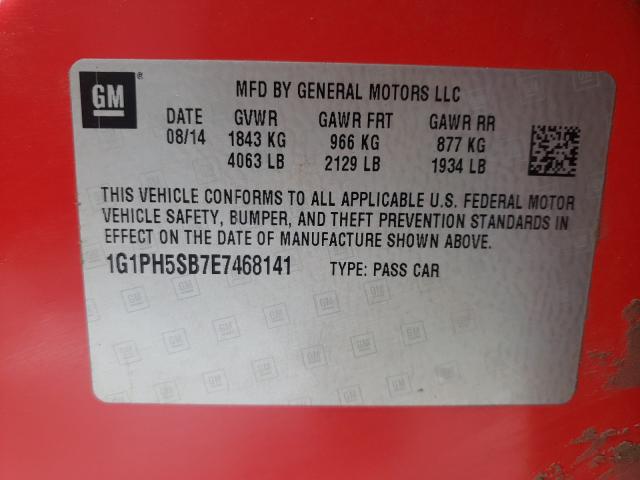 GM ®
MFD BY GENERAL MOTORS LLC
DATE GVWR GAWR FRT GAWR RR
08/14 1843 KG 966 KG 877 KG
4063 LB 2129 LB 1934 LB
THIS VEHICLE CONFORMS TO ALL APPLICABLE U.S. FEDERAL MOTOR
VEHICLE SAFETY, BUMPER, AND THEFT PREVENTION STANDARDS IN
EFFECT ON THE DATE OF MANUFACTURE SHOWN ABOVE.
1G1PH5SB7E7468141 TYPE: PASS CAR